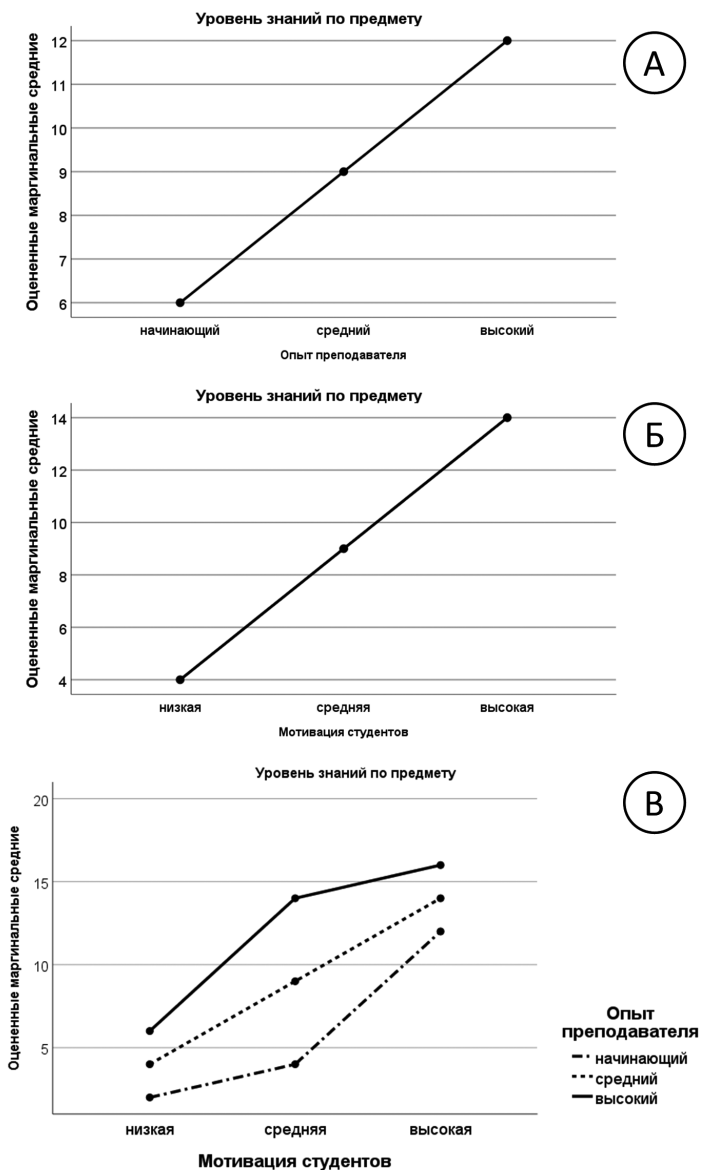 Уровень знаний по предмету
А
Оцененные маргинальные средние
12
11
10
9
8
7
6
начинающий средний высокий
Опыт преподавателя
Уровень знаний по предмету
Б
Оцененные маргинальные средние
14
12
10
8
6
4
низкая средняя высокая
Мотивация студентов
Уровень знаний по предмету
В
Оцененные маргинальные средние
20
15
10
5
низкая средняя высокая
Мотивация студентов
Опыт
преподавателя
начинающий
средний
высокий